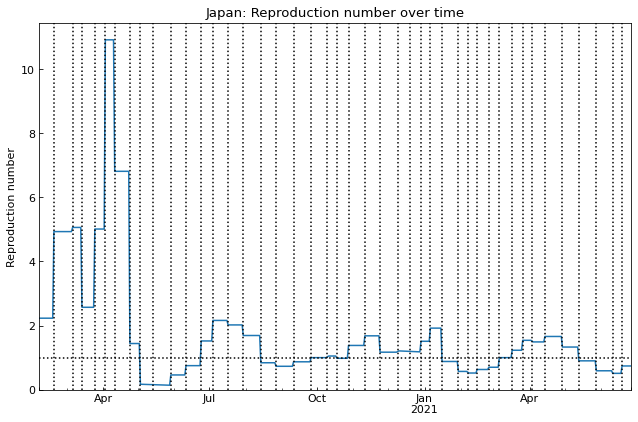 Japan: Reproduction number over time
Reproduction number
10
8
6
4
2
0
Apr
Jul
Oct
Jan
2021
Apr